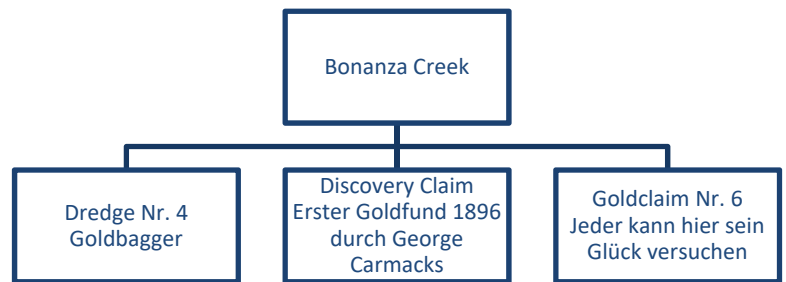 Bonanza Creek
Dredge Nr. 4
Goldbagger
Discovery Claim
Erster Goldfund 1896
durch George
Carmacks
Goldclaim Nr. 6
Jeder kann hier sein
Glück versuchen